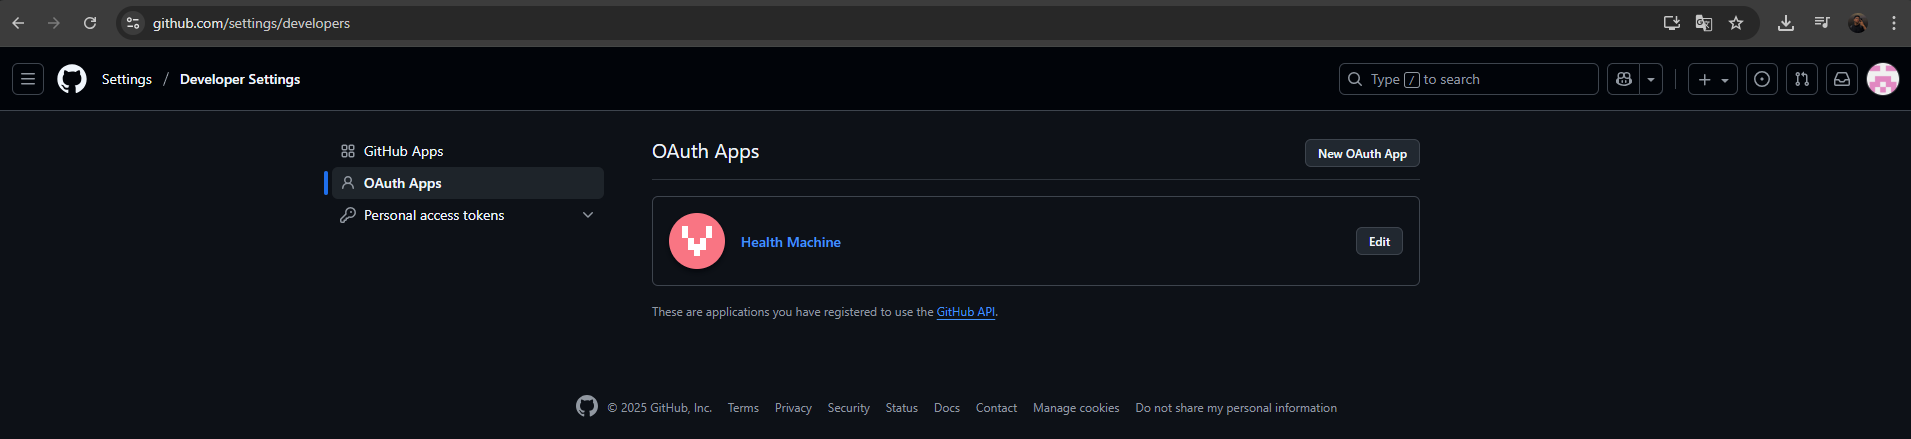 github.com/settings/developers
Settings / Developer Settings
Type / to search
GitHub Apps
OAuth Apps
Personal access tokens
OAuth Apps
New OAuth App
Health Machine
Edit
These are applications you have registered to use the GitHub API.
© 2025 GitHub, Inc. Terms Privacy Security Status Docs Contact Manage cookies Do not share my personal information